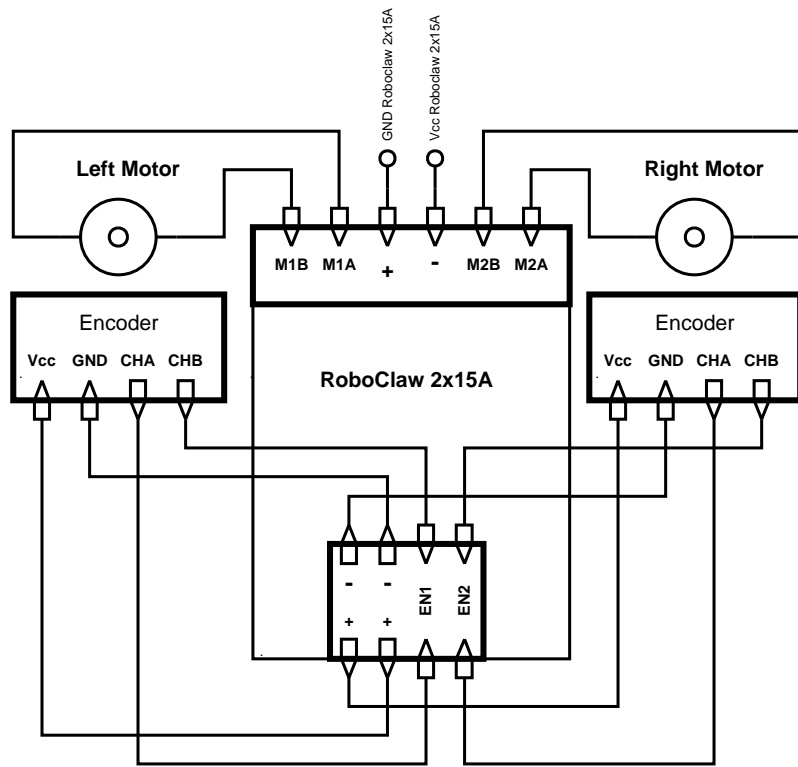 GND Roboclaw 2x15A
Vcc Roboclaw 2x15A
Left Motor
Right Motor
M1B M1A + - M2B M2A
Encoder
Vcc GND CHA CHB
RoboClaw 2x15A
Encoder
Vcc GND CHA CHB
- - EN1 EN2
+ +